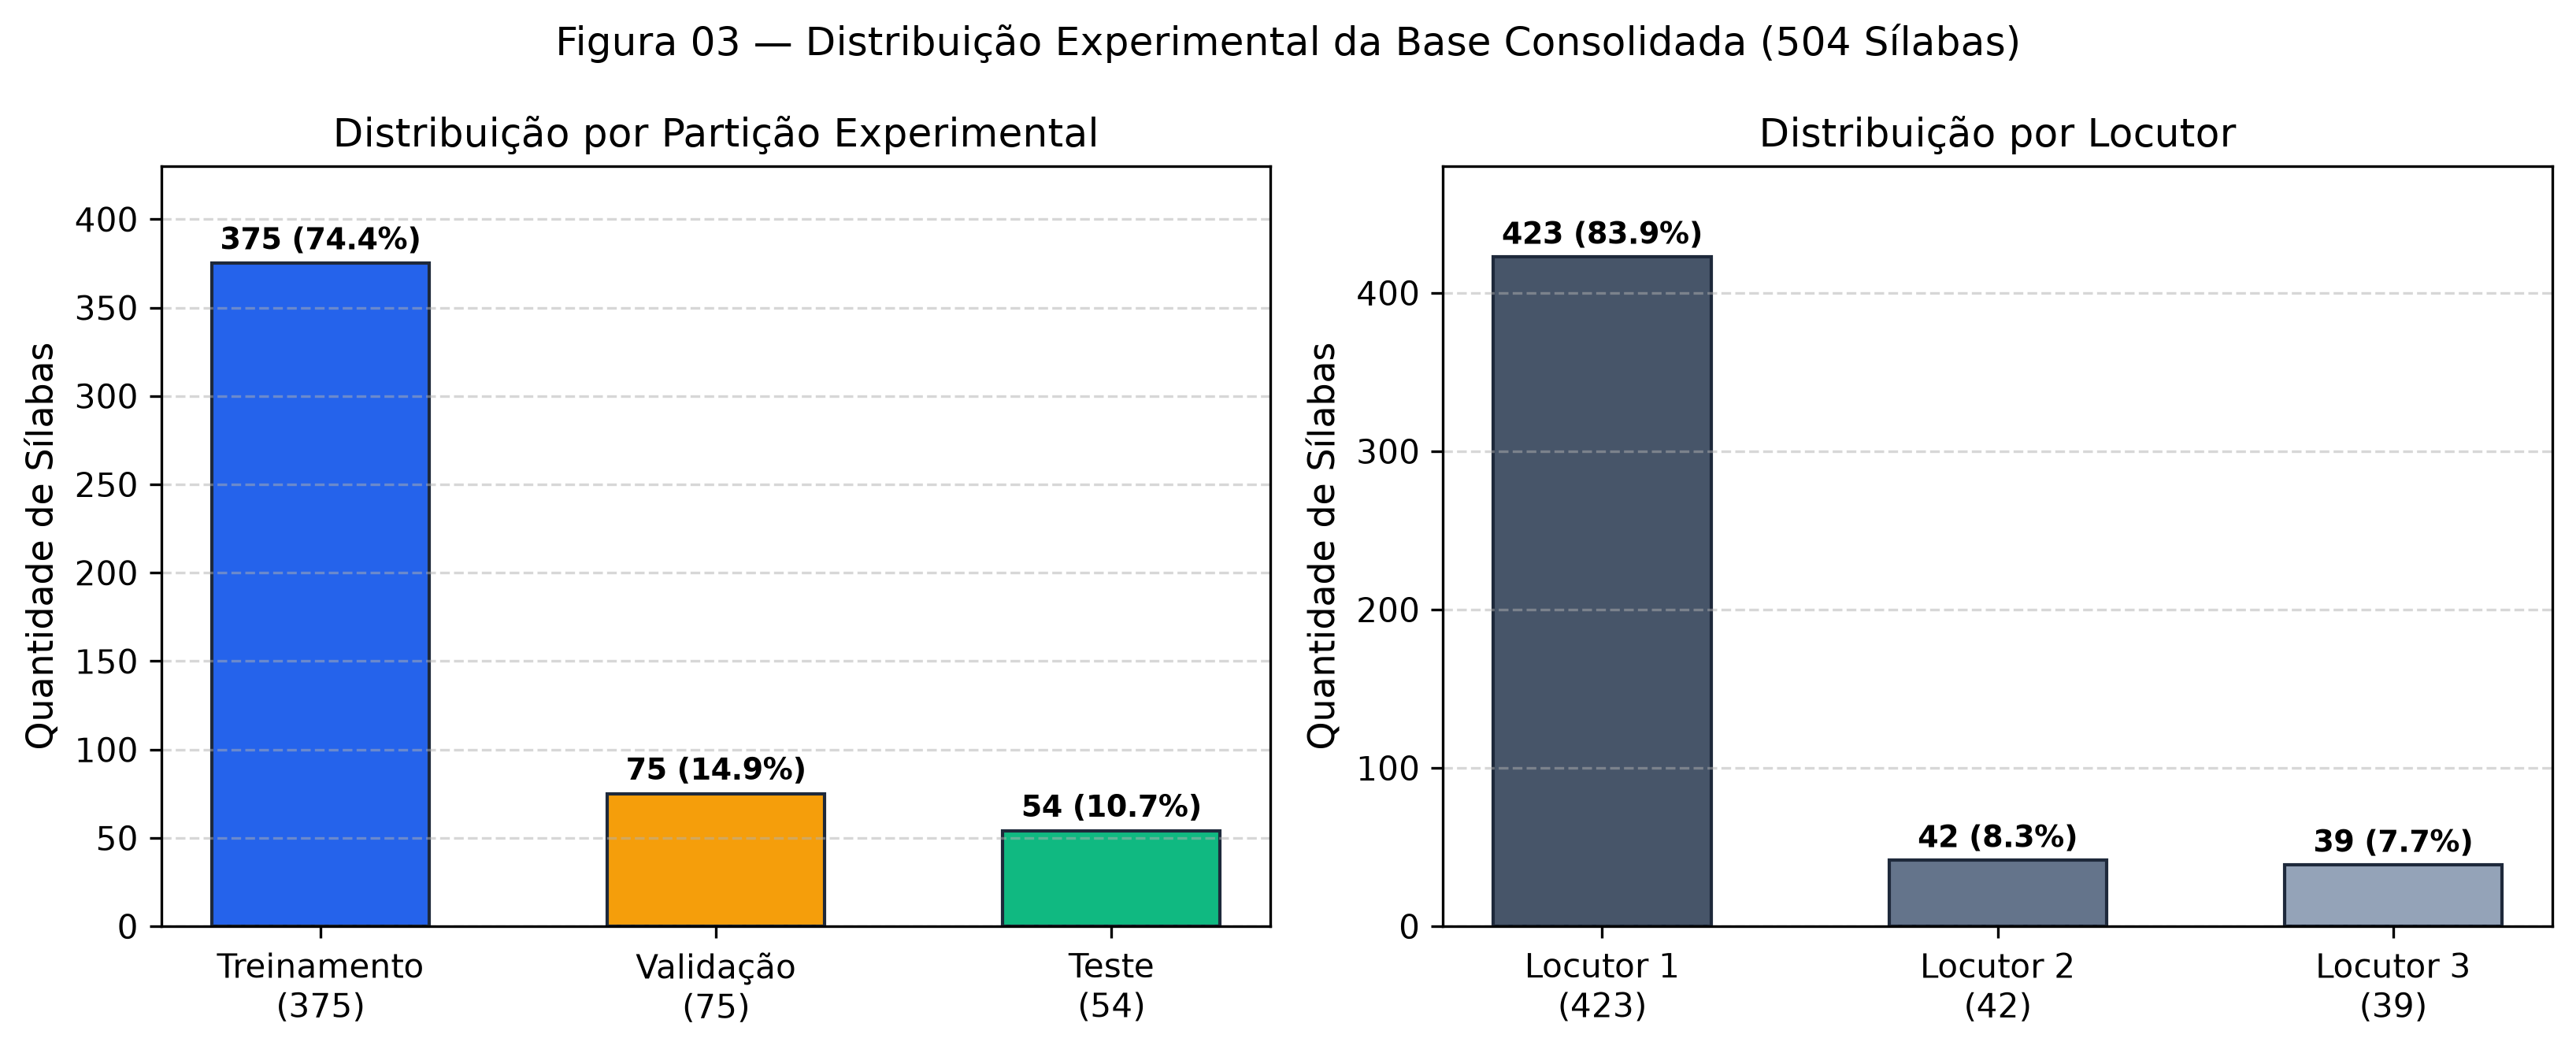 Figura 03 — Distribuição Experimental da Base Consolidada (504 Sílabas)
Distribuição por Partição Experimental
Quantidade de Sílabas
400
350
300
250
200
150
100
50
0
375 (74.4%)
75 (14.9%)
54 (10.7%)
Treinamento
(375)
Validação
(75)
Teste
(54)
Distribuição por Locutor
Quantidade de Sílabas
400
300
200
100
0
423 (83.9%)
42 (8.3%)
39 (7.7%)
Locutor 1
(423)
Locutor 2
(42)
Locutor 3
(39)